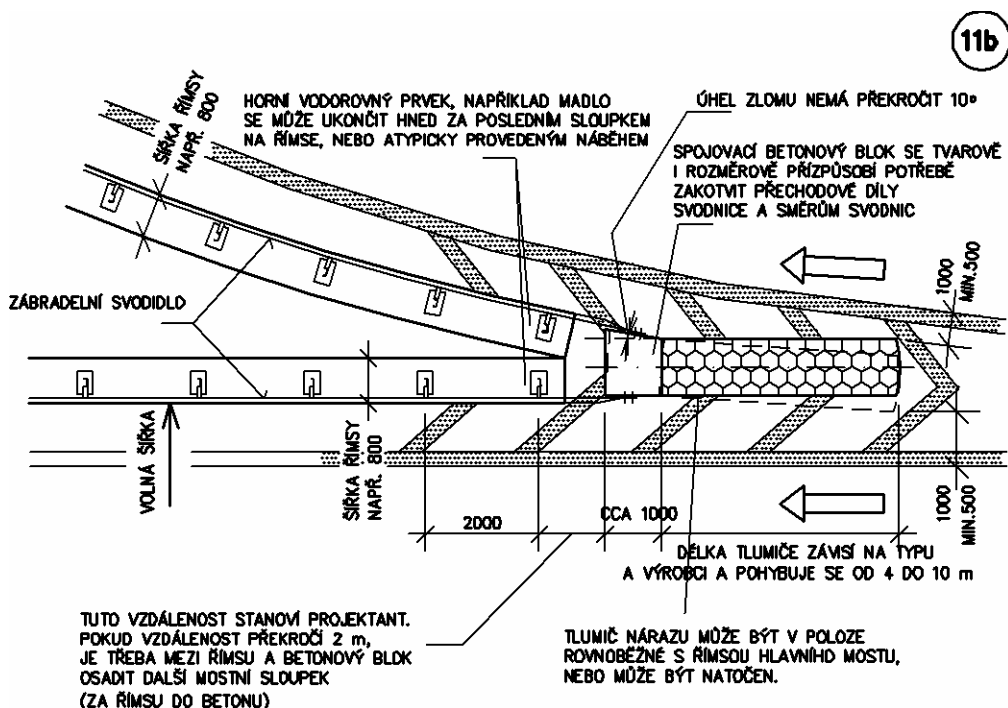 11b
ŠÍŘKA ŘÍMSY
NAPŘ. 800
HORNÍ VODOROVNÝ PRVEK, NAPŘÍKLAD MADLO
SE MŮŽE UKONČIT HNED ZA POSLEDNÍM SLOUPKEM
NA ŘÍMSE, NEBO ATYPICKY PROVEDENÝM NÁBĚHEM
ÚHEL ZLOMU NEMÁ PŘEKROČIT 10°
SPOJOVACÍ BETONOVÝ BLOK SE TVAROVĚ
I ROZMĚROVĚ PŘÍZPŮSOBÍ POTŘEBĚ
ZAKOTVIT PŘECHODOVÉ DÍLY
SVODNICE A SMĚRŮM SVODNIC
1000
MIN.500
ZÁBRADELNÍ SVODIDLO
VOLNÁ ŠÍŘKA
ŠÍŘKA ŘÍMSY
NAPŘ. 800
2000
CCA 1000
1000
MIN.500
DÉLKA TLUMIČE ZÁVISÍ NA TYPU
A VÝROBCI A POHYBUJE SE OD 4 DO 10 m
TUTO VZDÁLENOST STANOVÍ PROJEKTANT.
POKUD VZDÁLENOST PŘEKROČÍ 2 m,
JE TŘEBA MEZI ŘÍMSU A BETONOVÝ BLOK
OSADIT DALŠÍ MOSTNÍ SLOUPEK
(ZA ŘÍMSU DO BETONU)
TLUMIČ NÁRAZU MŮŽE BÝT V POLOZE
ROVNOBĚŽNÉ S ŘÍMSOU HLAVNÍHO MOSTU,
NEBO MŮŽE BÝT NATOČEN.